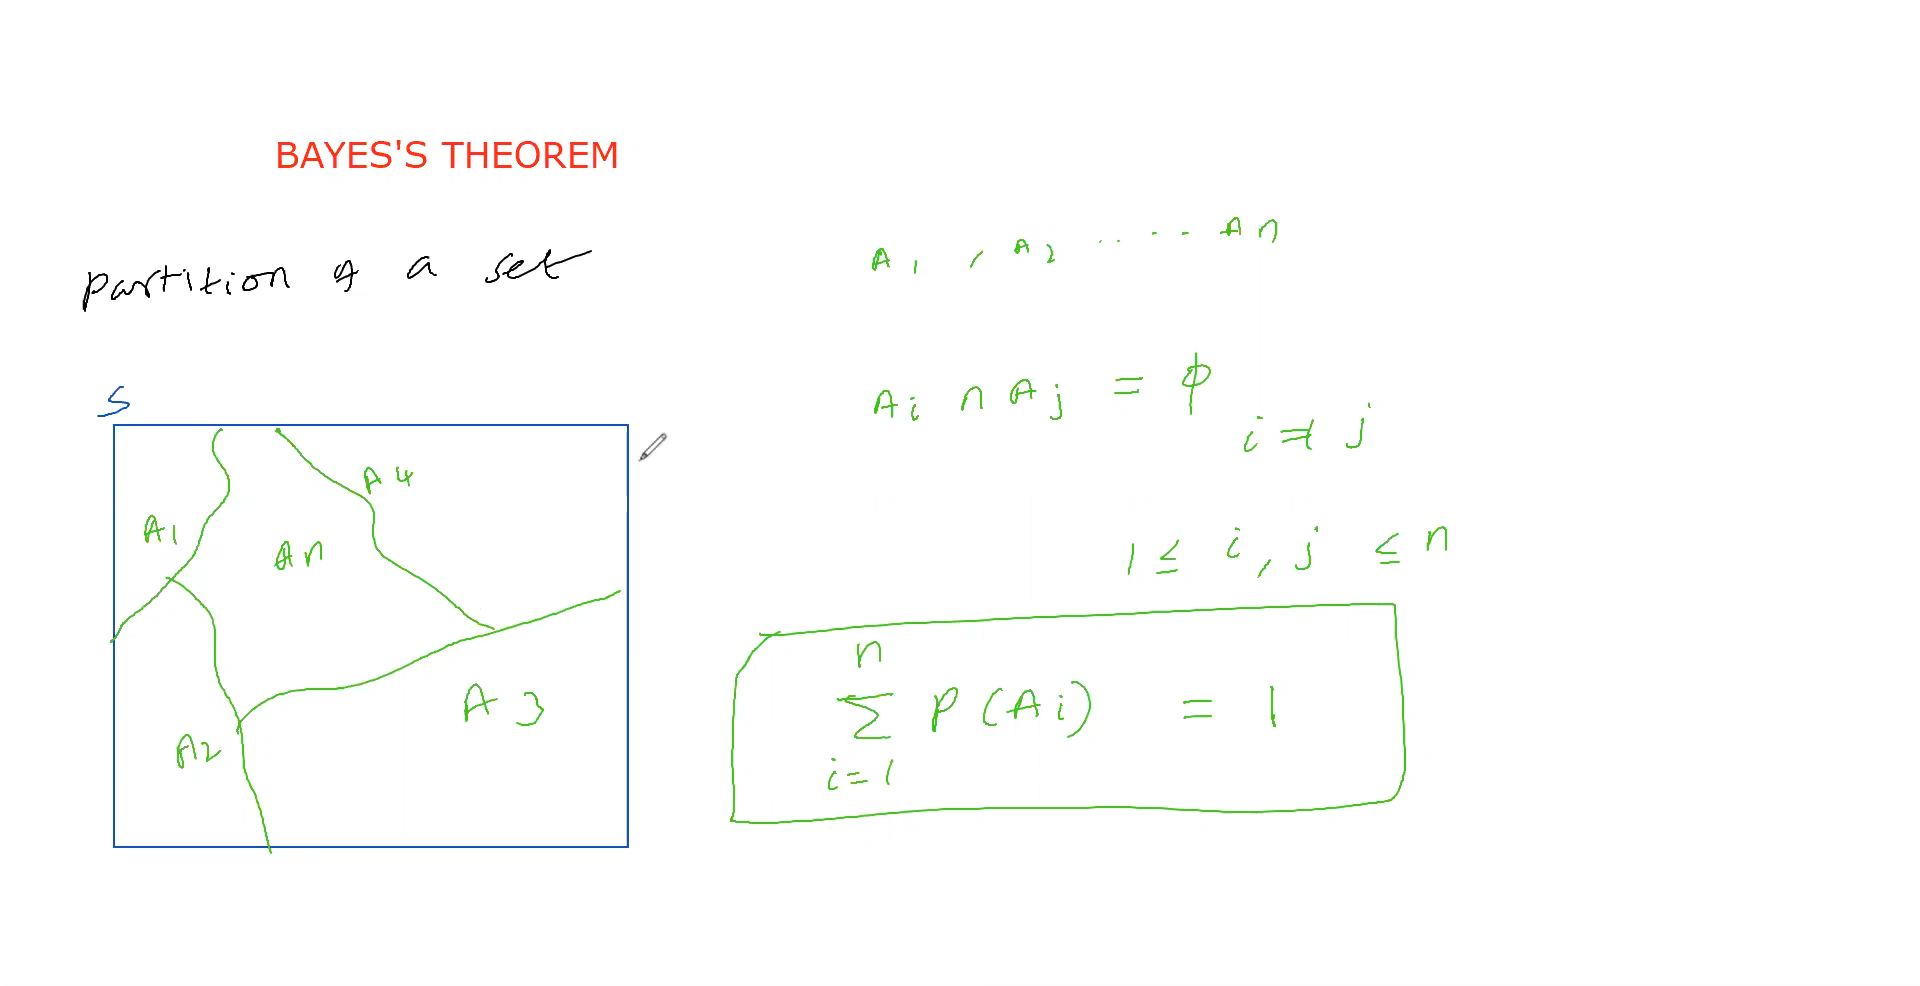 BAYES'S THEOREM
partition of a set
S
A1
A4
An
A2
A3
A1 , A2 ...... An
Ai ∩ Aj = ϕ
i ≠ j
1 ≤ i, j ≤ n
n
∑ P(Ai) = 1
i=1